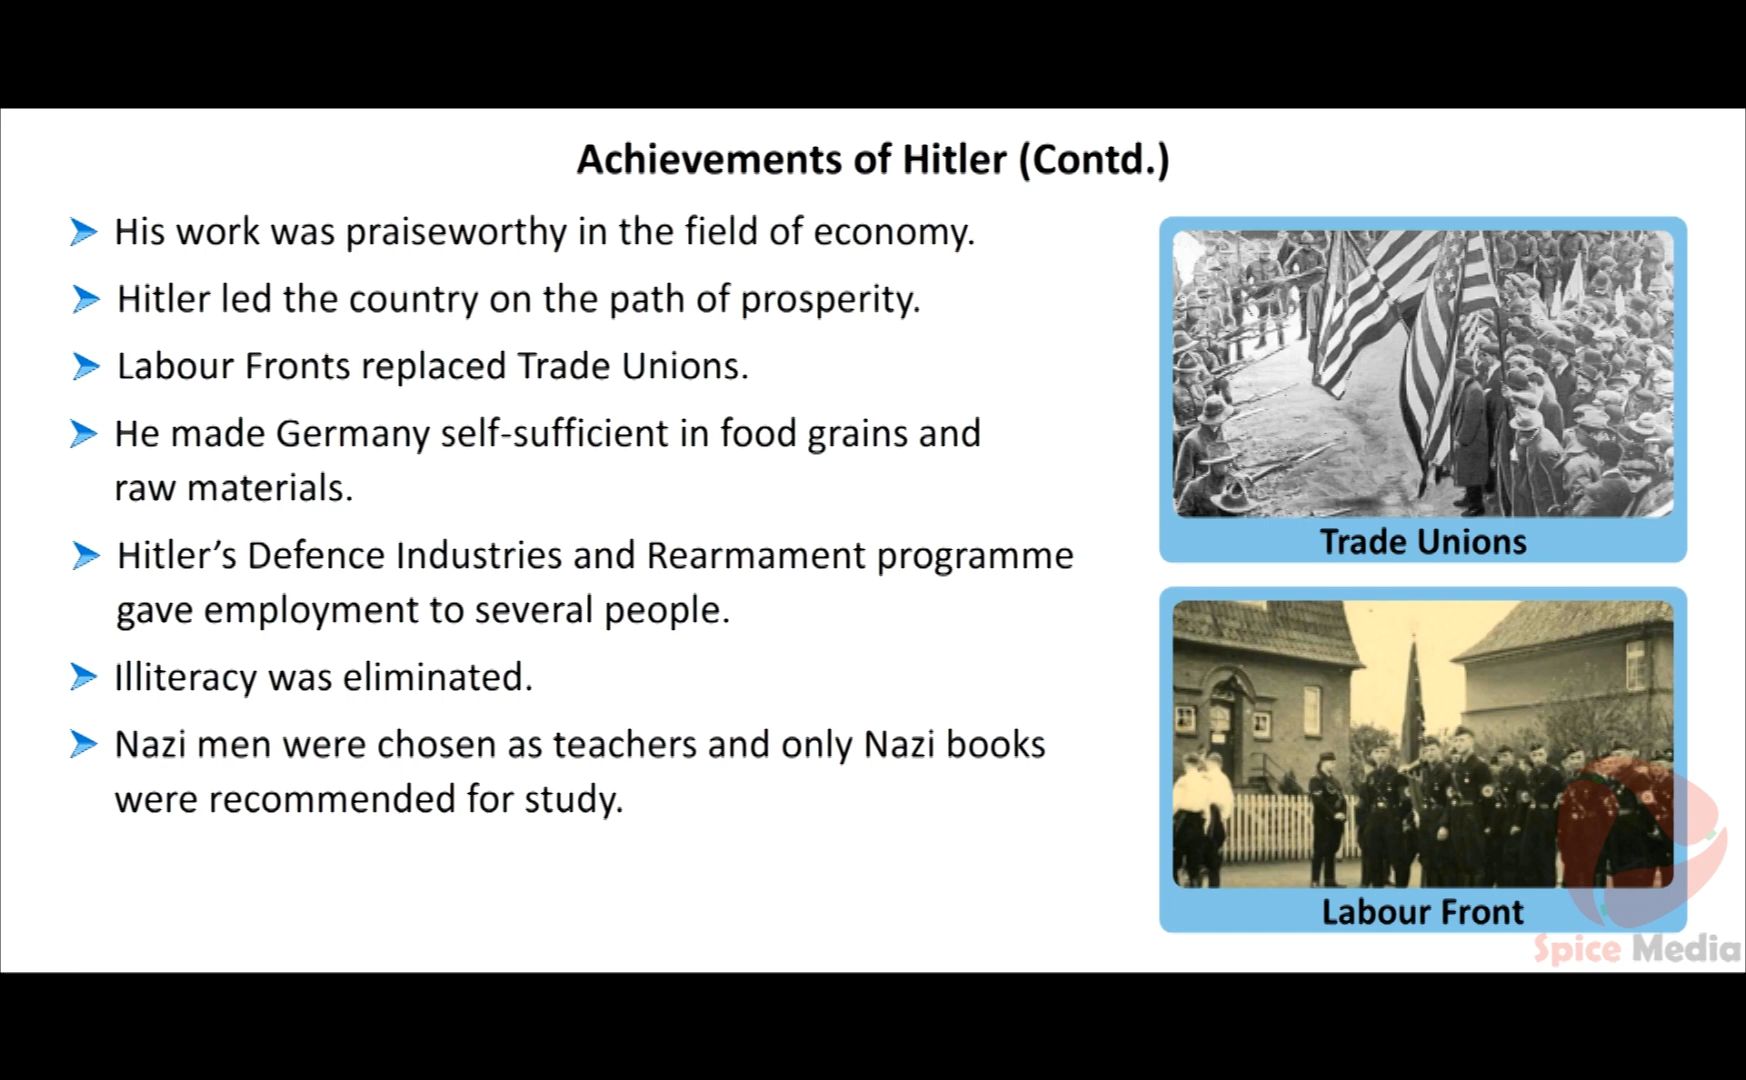 Achievements of Hitler (Contd.)
His work was praiseworthy in the field of economy.
Hitler led the country on the path of prosperity.
Labour Fronts replaced Trade Unions.
He made Germany self-sufficient in food grains and
raw materials.
Hitler’s Defence Industries and Rearmament programme
gave employment to several people.
Illiteracy was eliminated.
Nazi men were chosen as teachers and only Nazi books
were recommended for study.
Trade Unions
Labour Front
Spice Media